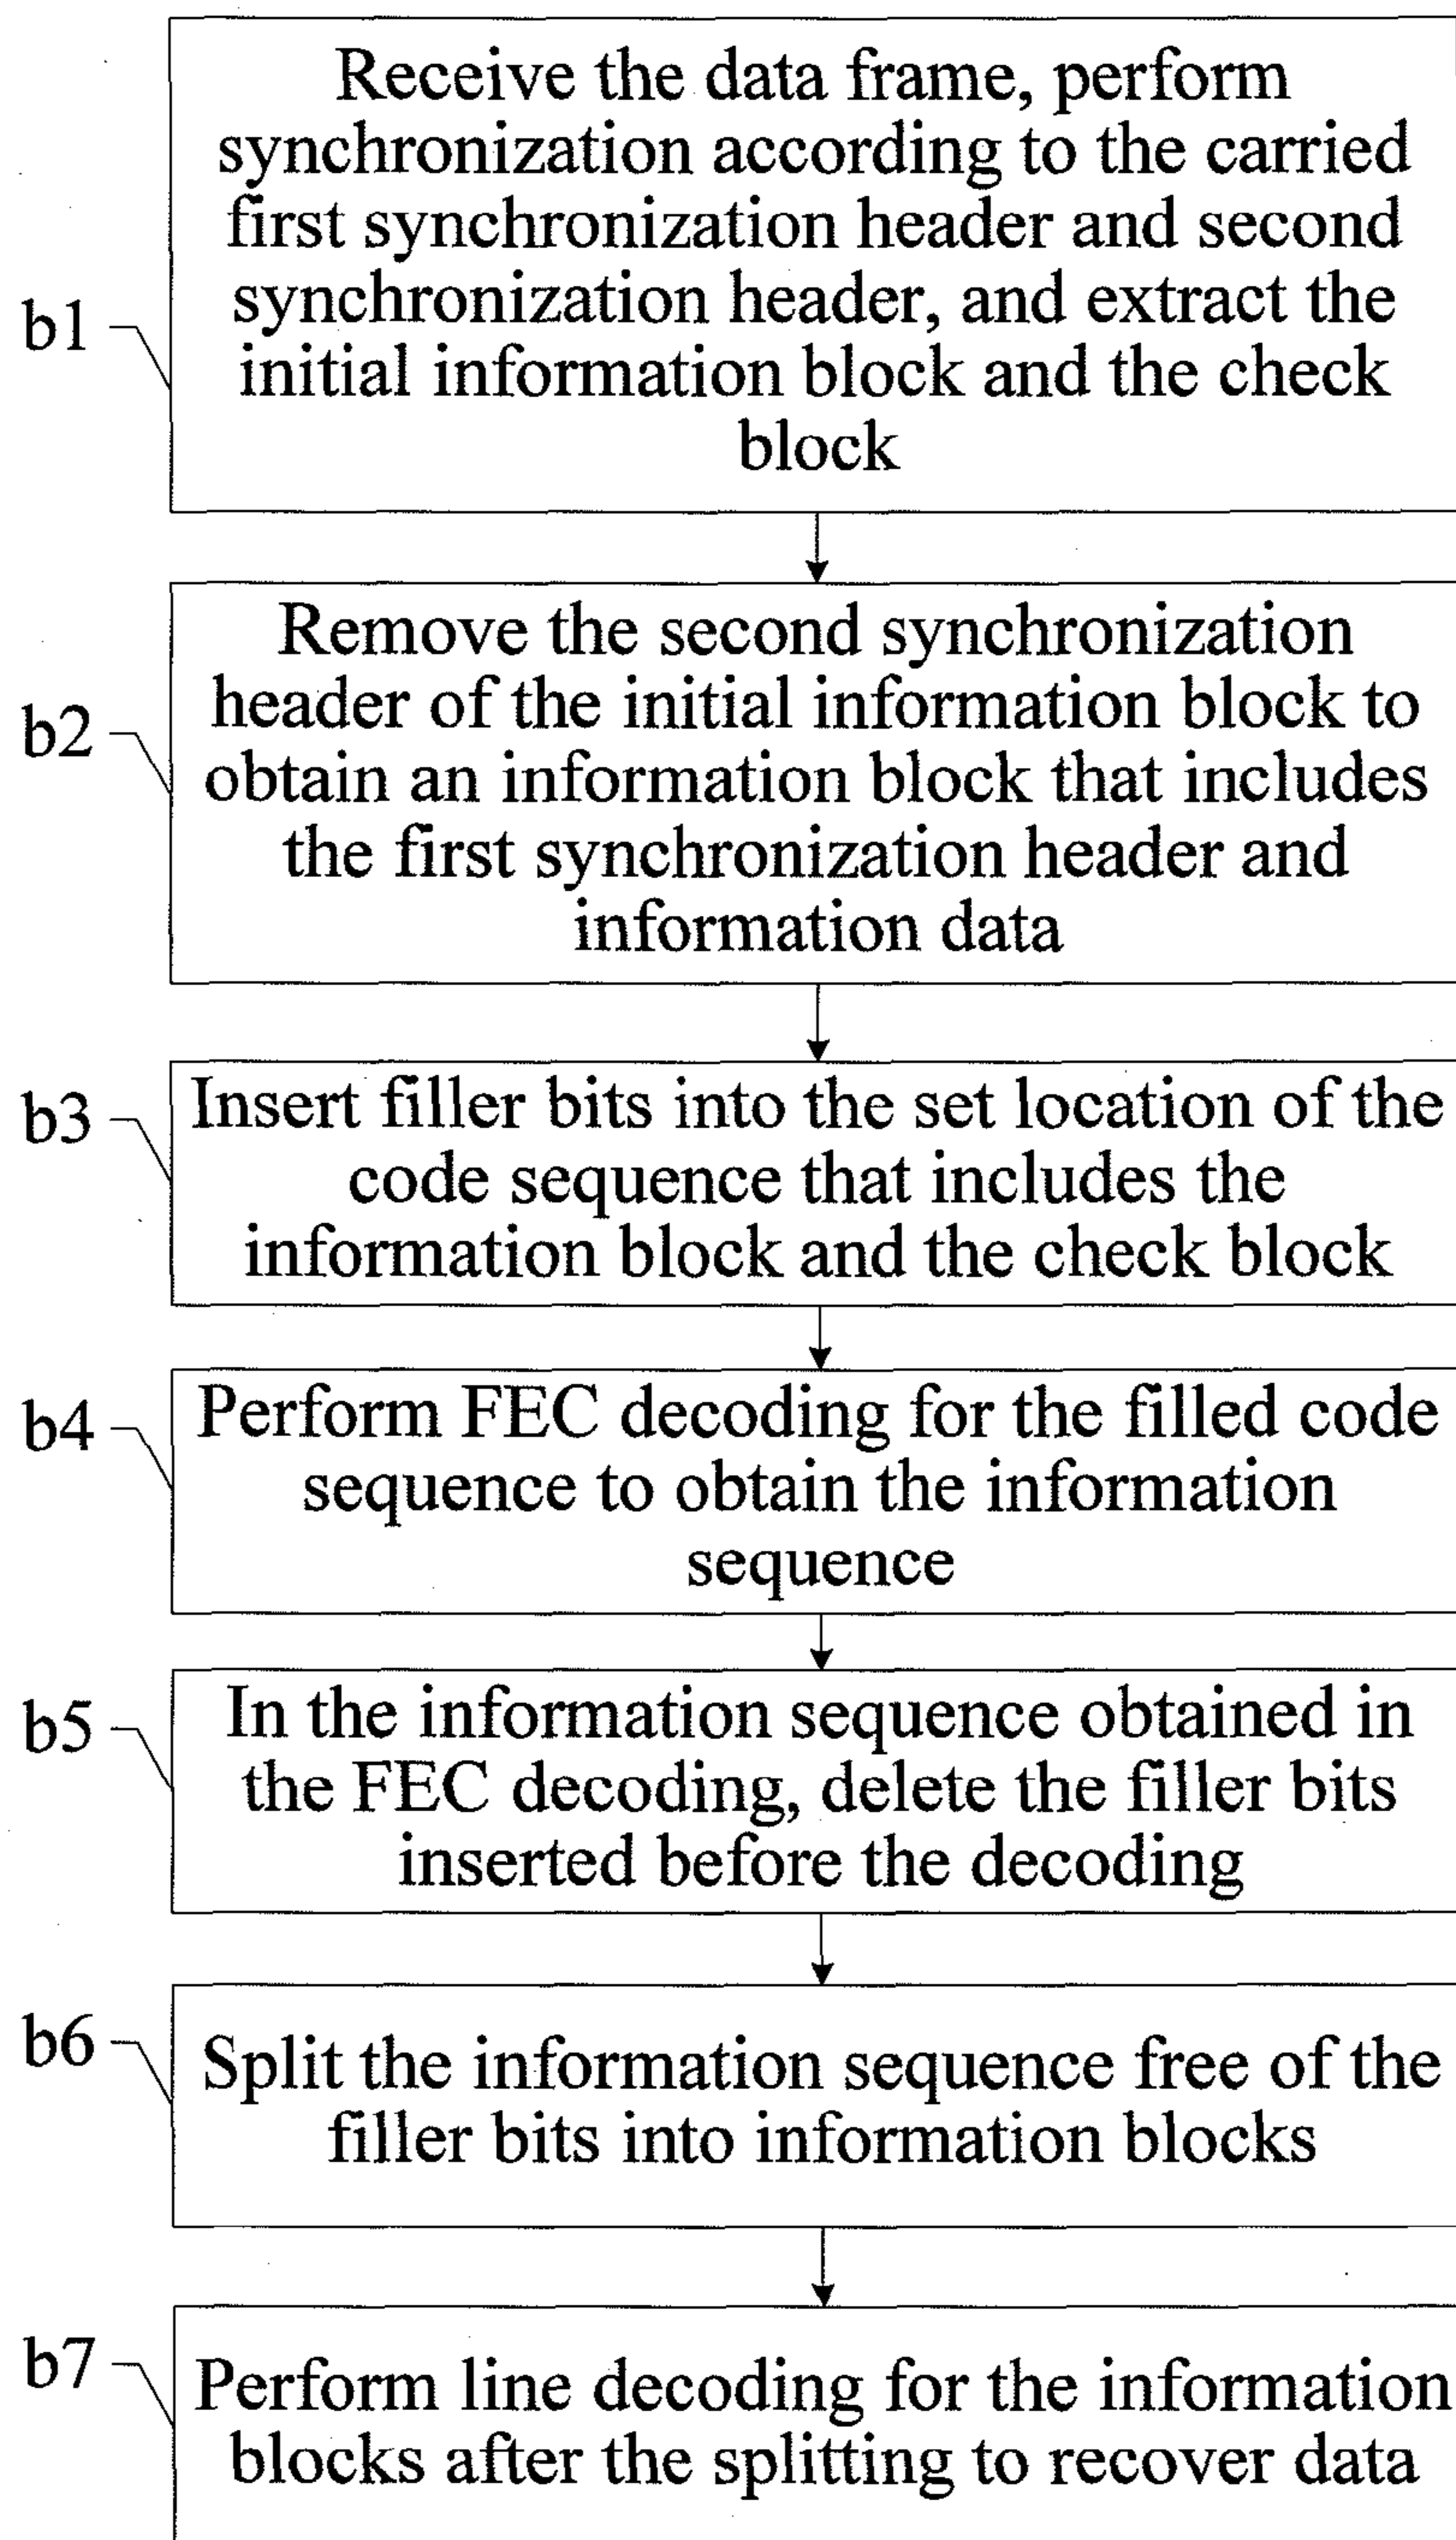 Receive the data frame, perform
synchronization according to the carried
first synchronization header and second
synchronization header, and extract the
initial information block and the check
block
b1
Remove the second synchronization
header of the initial information block to
obtain an information block that includes
the first synchronization header and
information data
b2
Insert filler bits into the set location of the
code sequence that includes the
information block and the check block
b3
Perform FEC decoding for the filled code
sequence to obtain the information
sequence
b4
In the information sequence obtained in
the FEC decoding, delete the filler bits
inserted before the decoding
b5
Split the information sequence free of the
filler bits into information blocks
b6
Perform line decoding for the information
blocks after the splitting to recover data
b7